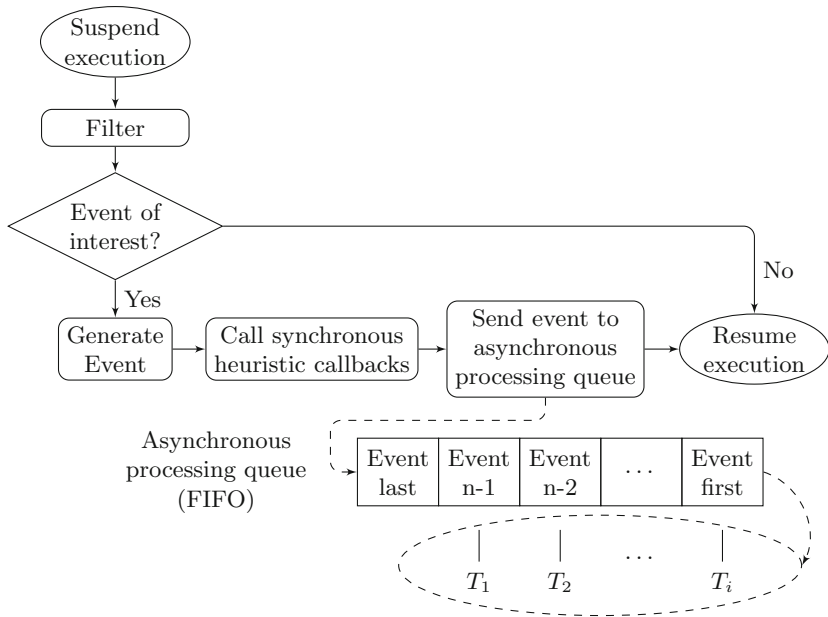 Suspend
execution
Filter
Event of
interest?
No
Yes
Generate
Event
Call synchronous
heuristic callbacks
Send event to
asynchronous
processing queue
Resume
execution
Asynchronous
processing queue
(FIFO)
Event
last
Event
n-1
Event
n-2
...
Event
first
T₁
T₂
...
Tᵢ